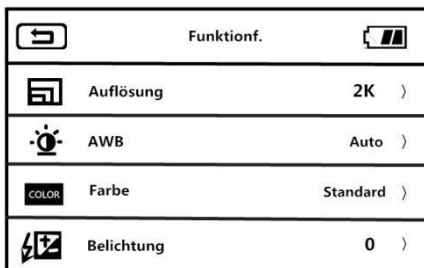 Funktionf.
Auflösung 2K
AWB Auto
COLOR Farbe Standard
Belichtung 0